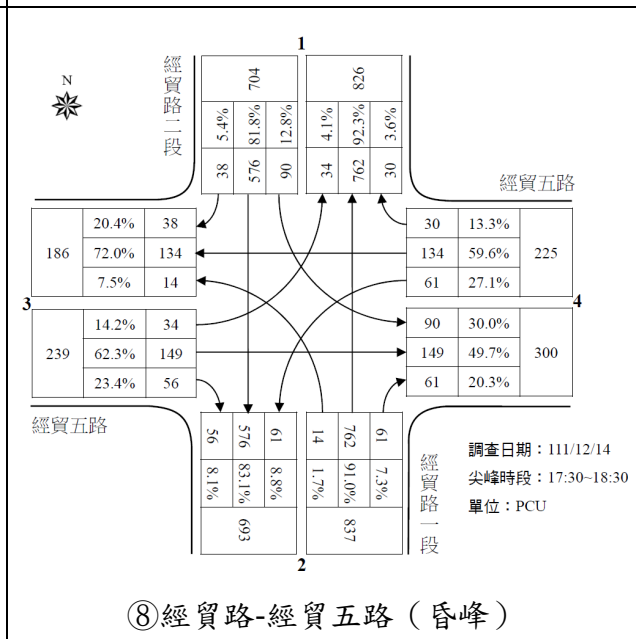 1
N
經貿路二段
704
826
5.4% 81.8% 12.8%
4.1% 92.3% 3.6%
38 576 90
34 762 30
經貿五路
186
20.4% 38
72.0% 134
7.5% 14
30 13.3%
134 59.6%
61 27.1%
225
3
4
239
14.2% 34
62.3% 149
23.4% 56
90 30.0%
149 49.7%
61 20.3%
300
經貿五路
56 576 61
14 762 61
8.1% 83.1% 8.8%
1.7% 91.0% 7.3%
693
837
經貿路一段
調查日期：111/12/14
尖峰時段：17:30~18:30
單位：PCU
2
⑧經貿路-經貿五路（昏峰）